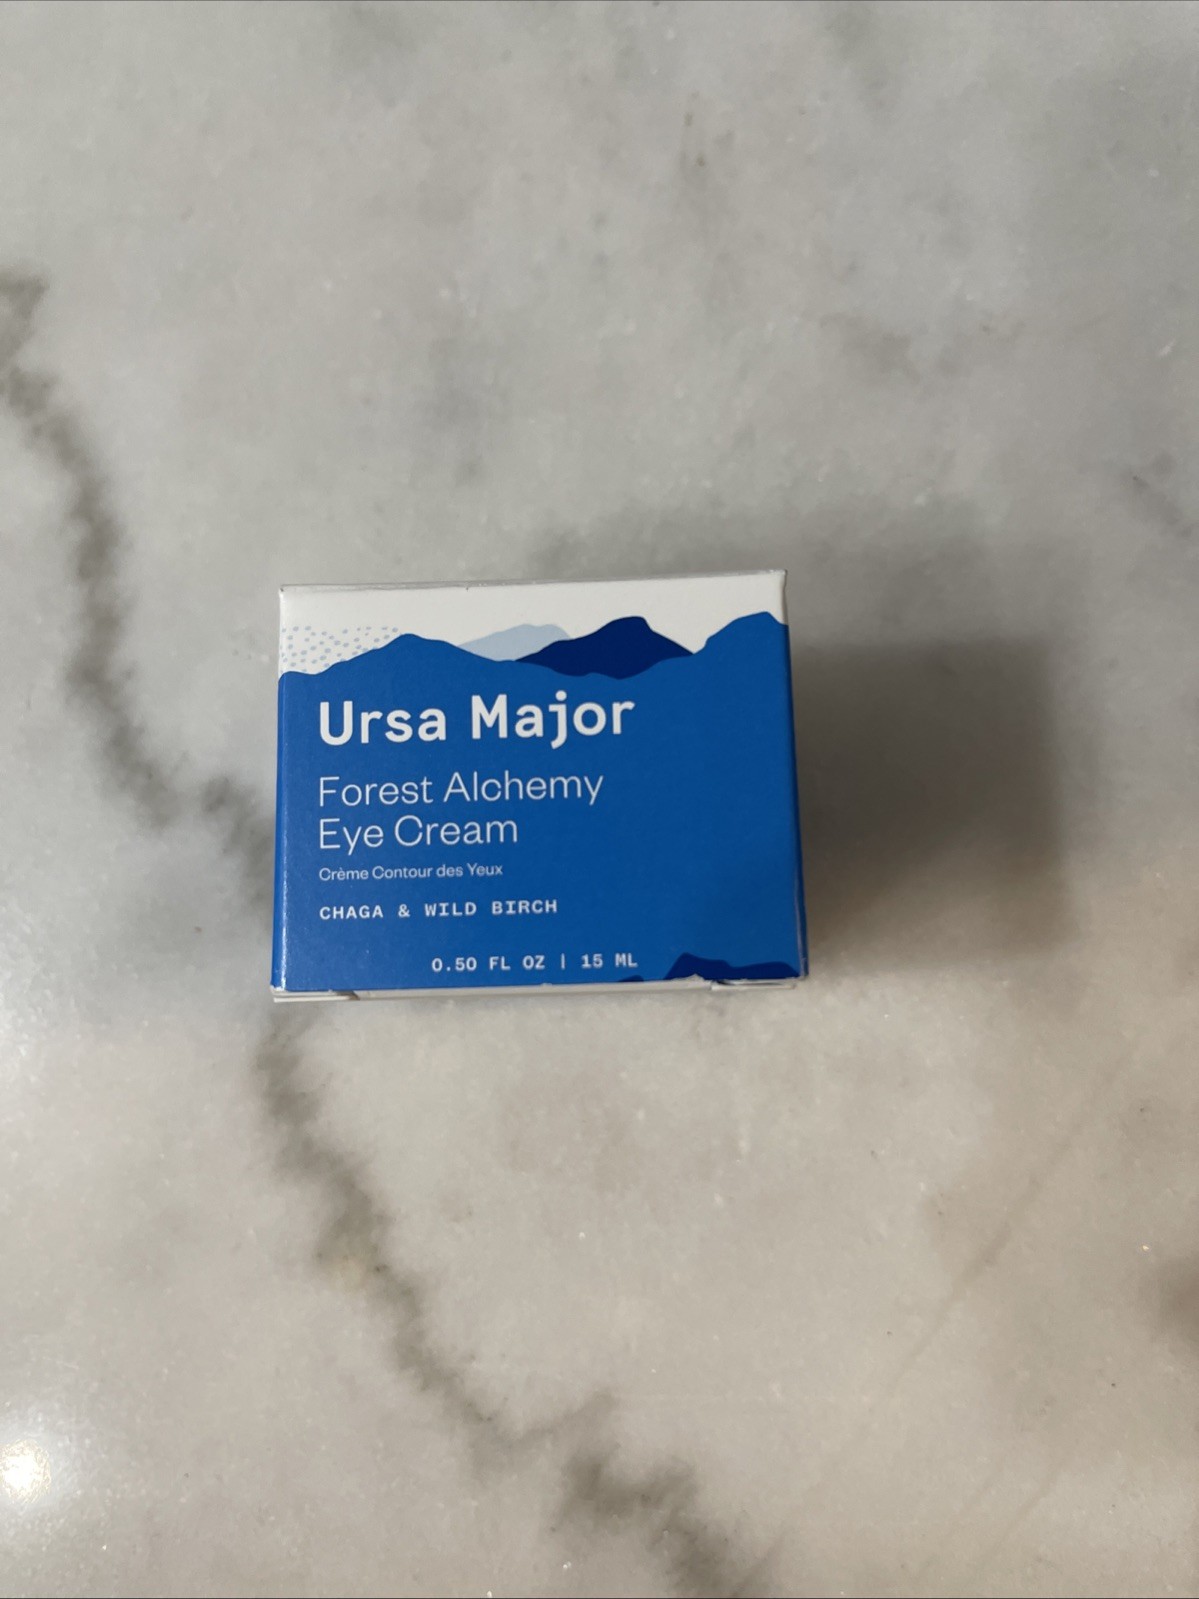 Ursa Major
Forest Alchemy
Eye Cream
Crème Contour des Yeux
CHAGA & WILD BIRCH
0.50 FL OZ | 15 ML